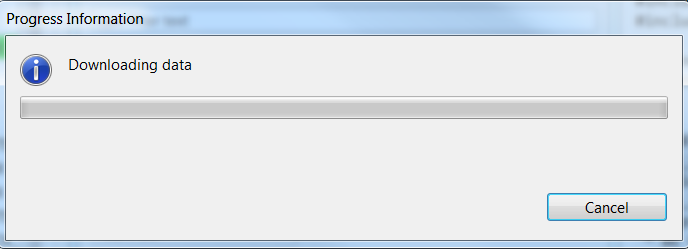 Progress Information
Downloading data
Cancel